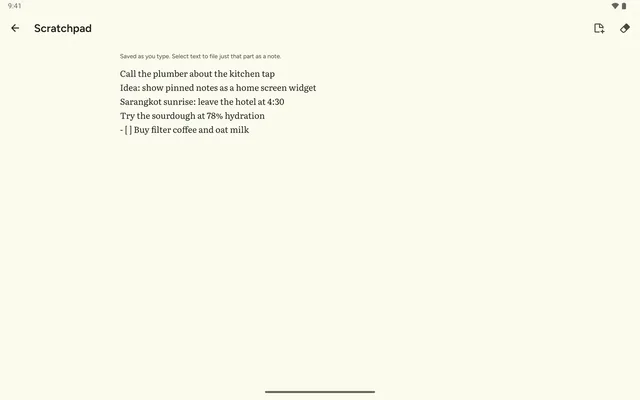 9:41
Scratchpad
Saved as you type. Select text to file just that part as a note.
Call the plumber about the kitchen tap
Idea: show pinned notes as a home screen widget
Sarangkot sunrise: leave the hotel at 4:30
Try the sourdough at 78% hydration
- [ ] Buy filter coffee and oat milk